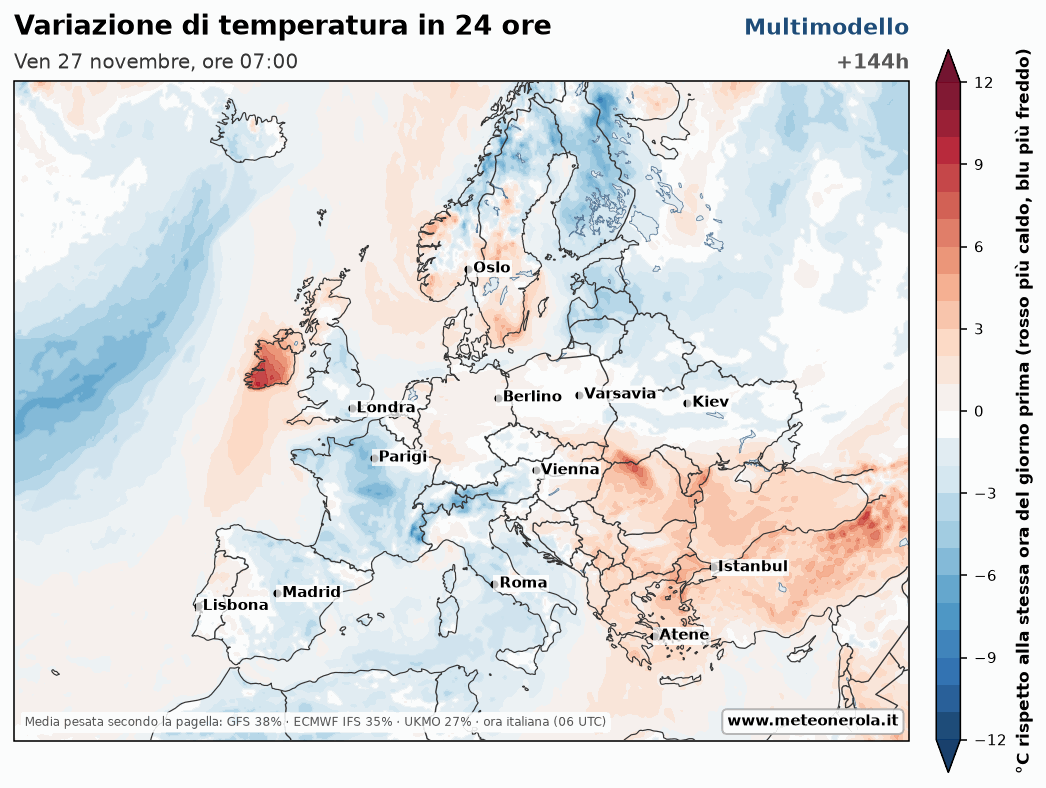 Variazione di temperatura in 24 ore
Multimodello
Ven 27 novembre, ore 07:00
+144h
Oslo
Londra
Berlino
Varsavia
Kiev
Parigi
Vienna
Istanbul
Roma
Madrid
Lisbona
Atene
Media pesata secondo la pagella: GFS 38% · ECMWF IFS 35% · UKMO 27% · ora italiana (06 UTC)
www.meteonerola.it
12
9
6
3
0
−3
−6
−9
−12
°C rispetto alla stessa ora del giorno prima (rosso più caldo, blu più freddo)